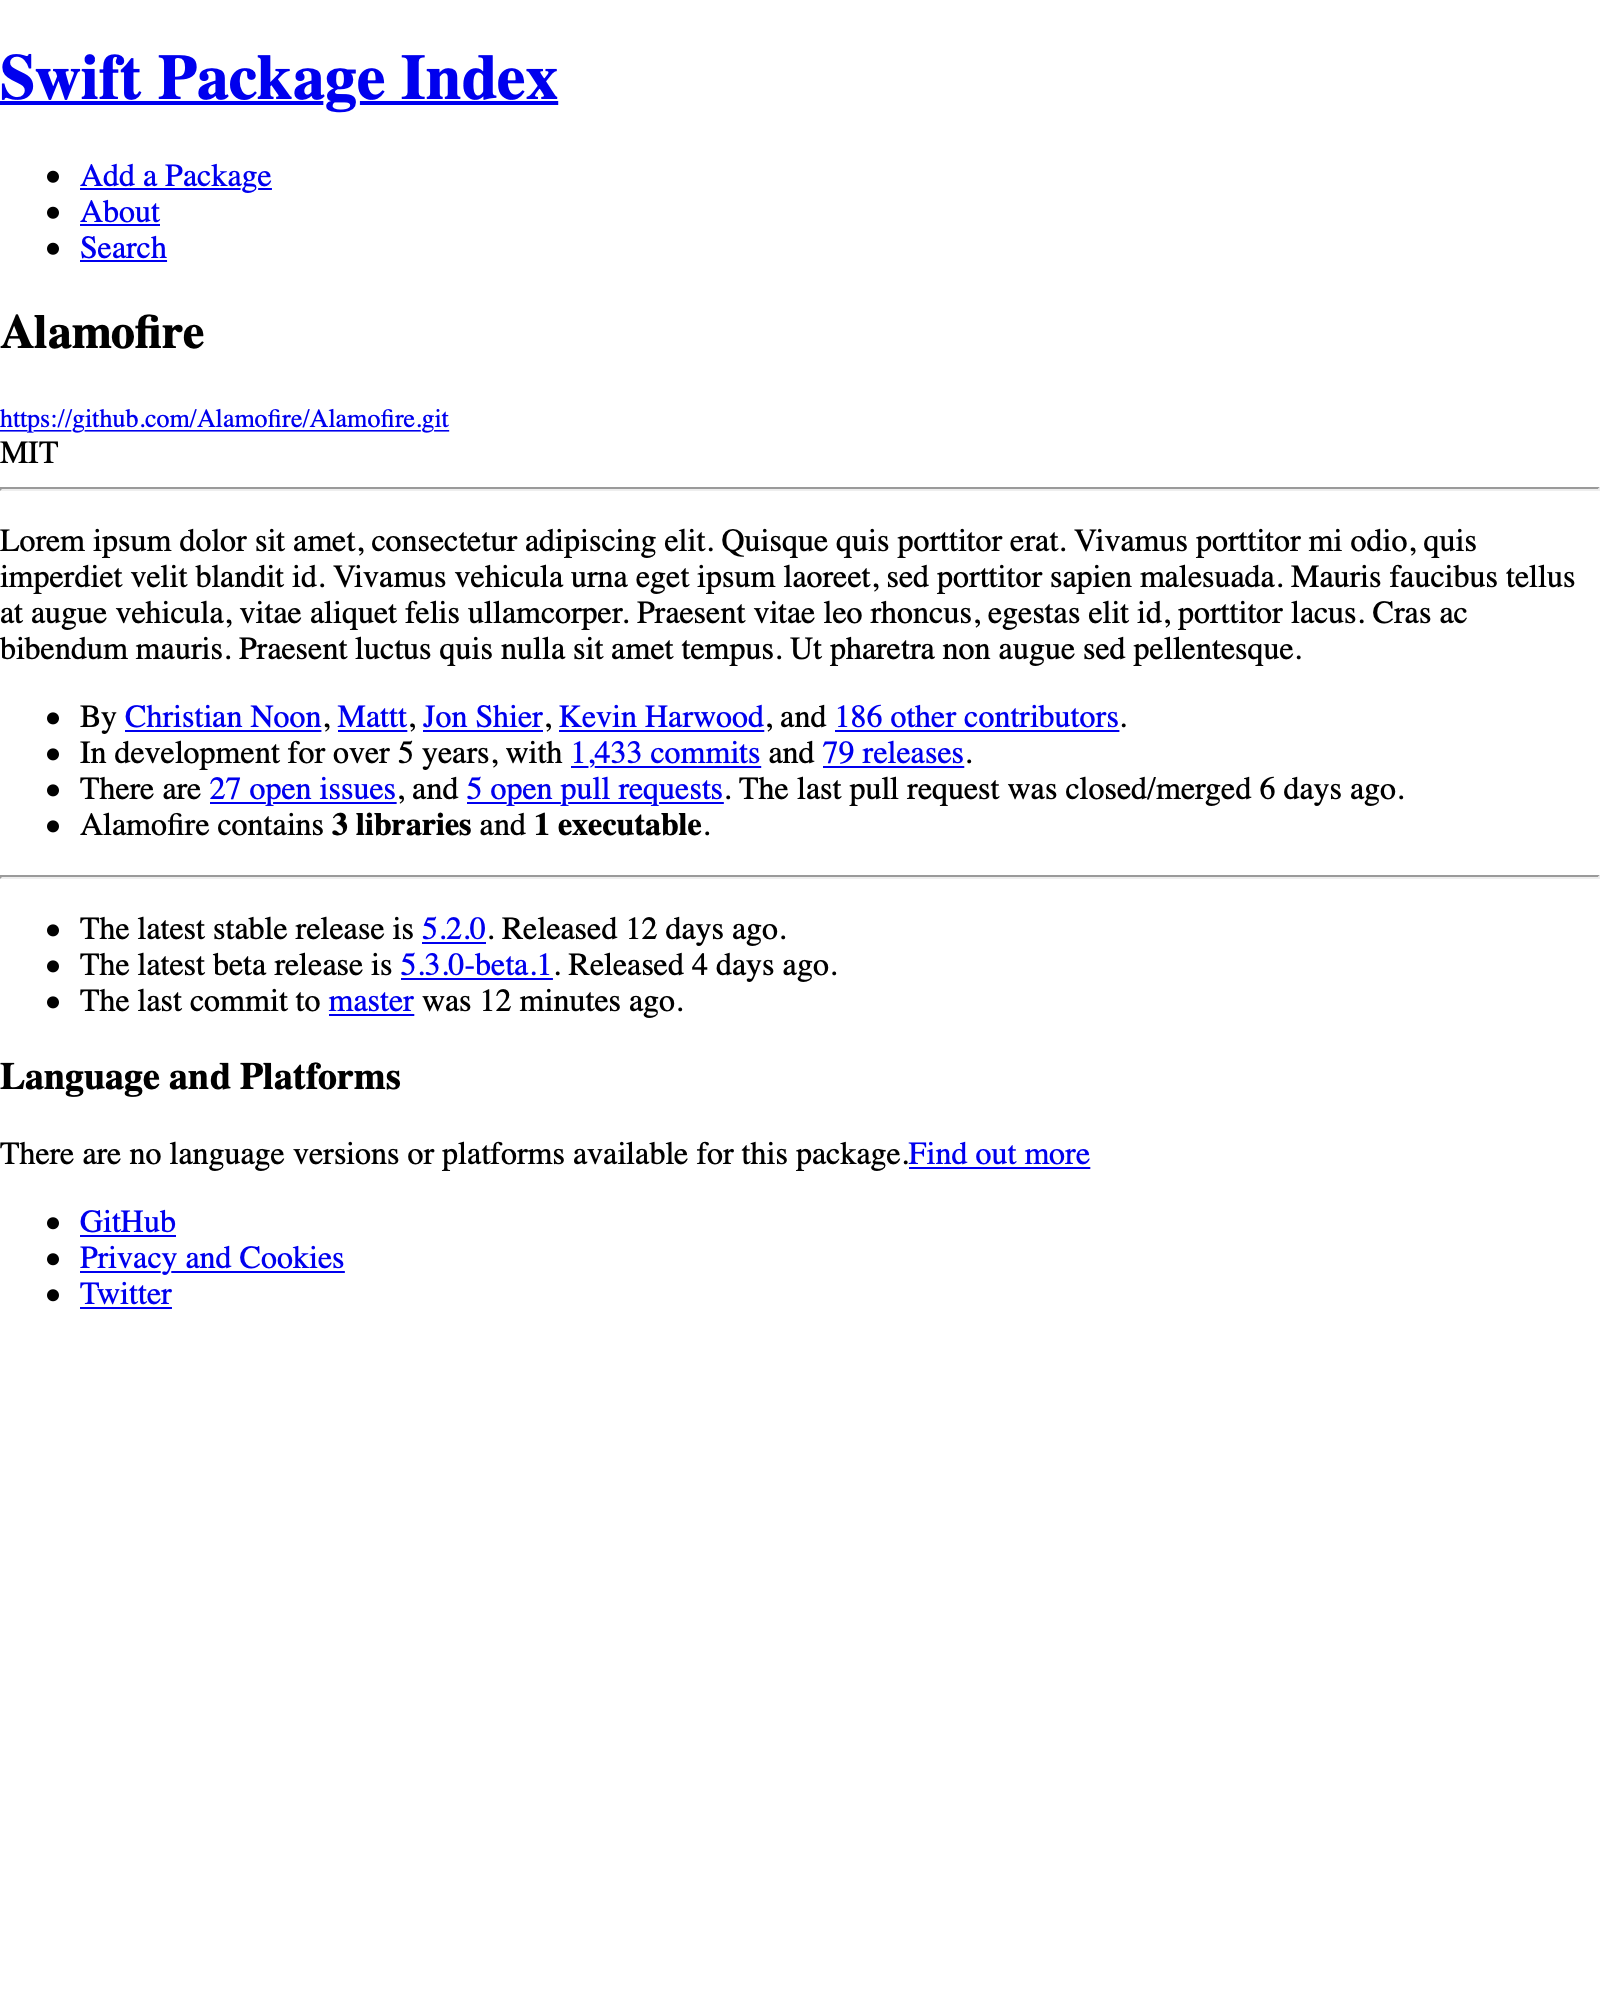 Swift Package Index
Add a Package
About
Search
Alamofire
https://github.com/Alamofire/Alamofire.git
MIT
Lorem ipsum dolor sit amet, consectetur adipiscing elit. Quisque quis porttitor erat. Vivamus porttitor mi odio, quis
imperdiet velit blandit id. Vivamus vehicula urna eget ipsum laoreet, sed porttitor sapien malesuada. Mauris faucibus tellus
at augue vehicula, vitae aliquet felis ullamcorper. Praesent vitae leo rhoncus, egestas elit id, porttitor lacus. Cras ac
bibendum mauris. Praesent luctus quis nulla sit amet tempus. Ut pharetra non augue sed pellentesque.
By Christian Noon, Mattt, Jon Shier, Kevin Harwood, and 186 other contributors.
In development for over 5 years, with 1,433 commits and 79 releases.
There are 27 open issues, and 5 open pull requests. The last pull request was closed/merged 6 days ago.
Alamofire contains 3 libraries and 1 executable.
The latest stable release is 5.2.0. Released 12 days ago.
The latest beta release is 5.3.0-beta.1. Released 4 days ago.
The last commit to master was 12 minutes ago.
Language and Platforms
There are no language versions or platforms available for this package.Find out more
GitHub
Privacy and Cookies
Twitter